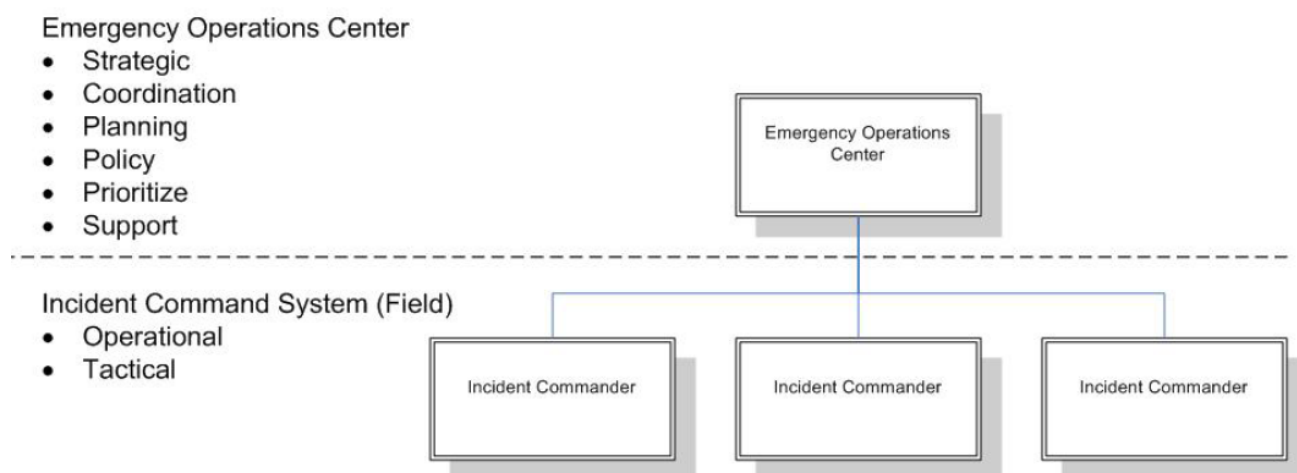 Emergency Operations Center
• Strategic
• Coordination
• Planning
• Policy
• Prioritize
• Support
Emergency Operations
Center
Incident Command System (Field)
• Operational
• Tactical
Incident Commander
Incident Commander
Incident Commander